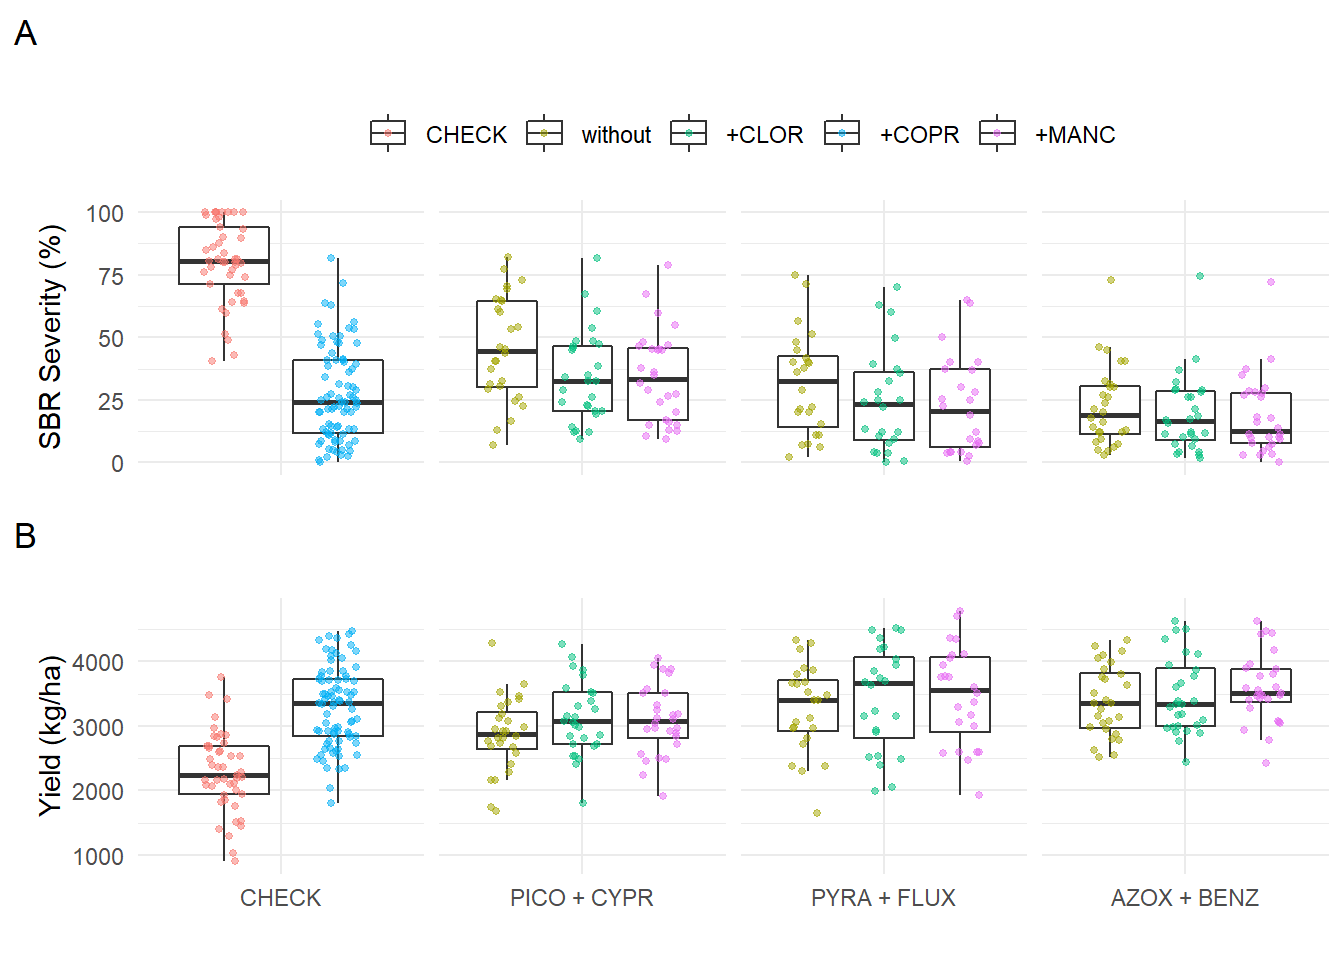 A
CHECK without +CLOR +COPR +MANC
SBR Severity (%)
100
75
50
25
0
B
Yield (kg/ha)
4000
3000
2000
1000
CHECK PICO + CYPR PYRA + FLUX AZOX + BENZ